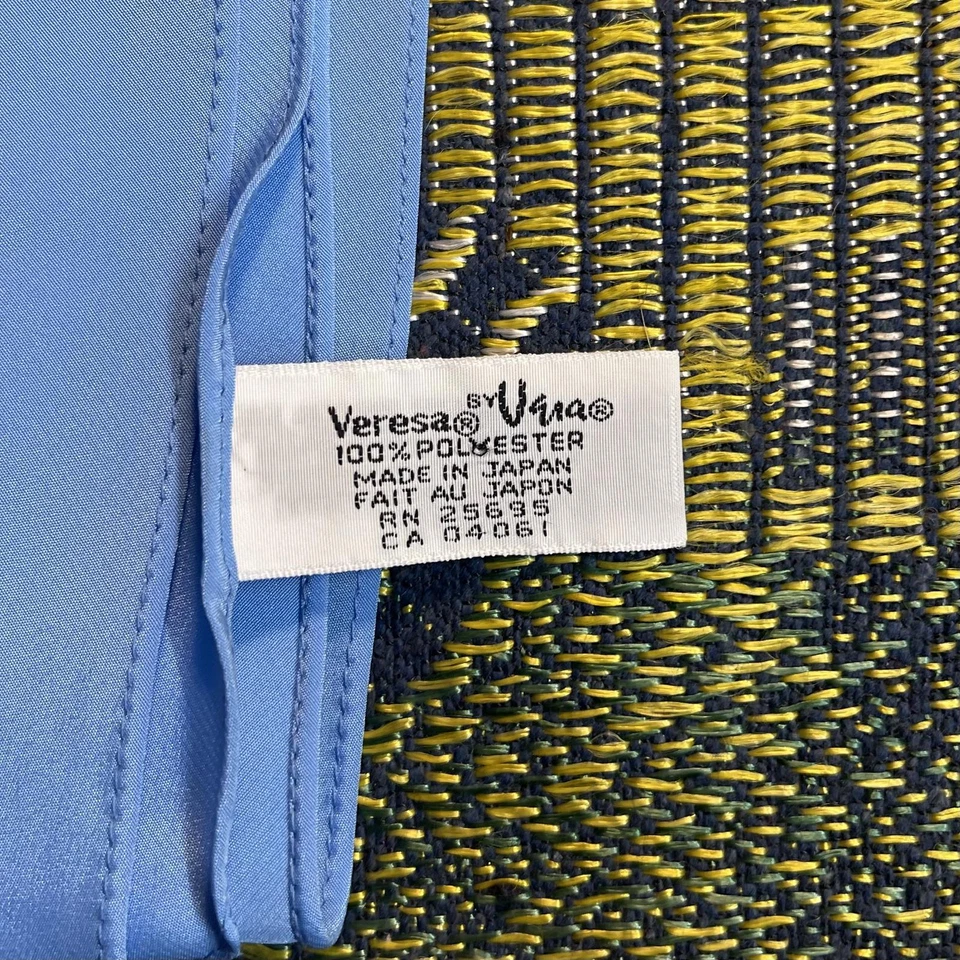 Veresa® BY Vera®
100% POLYESTER
MADE IN JAPAN
FAIT AU JAPON
RN 25695
CA 04061